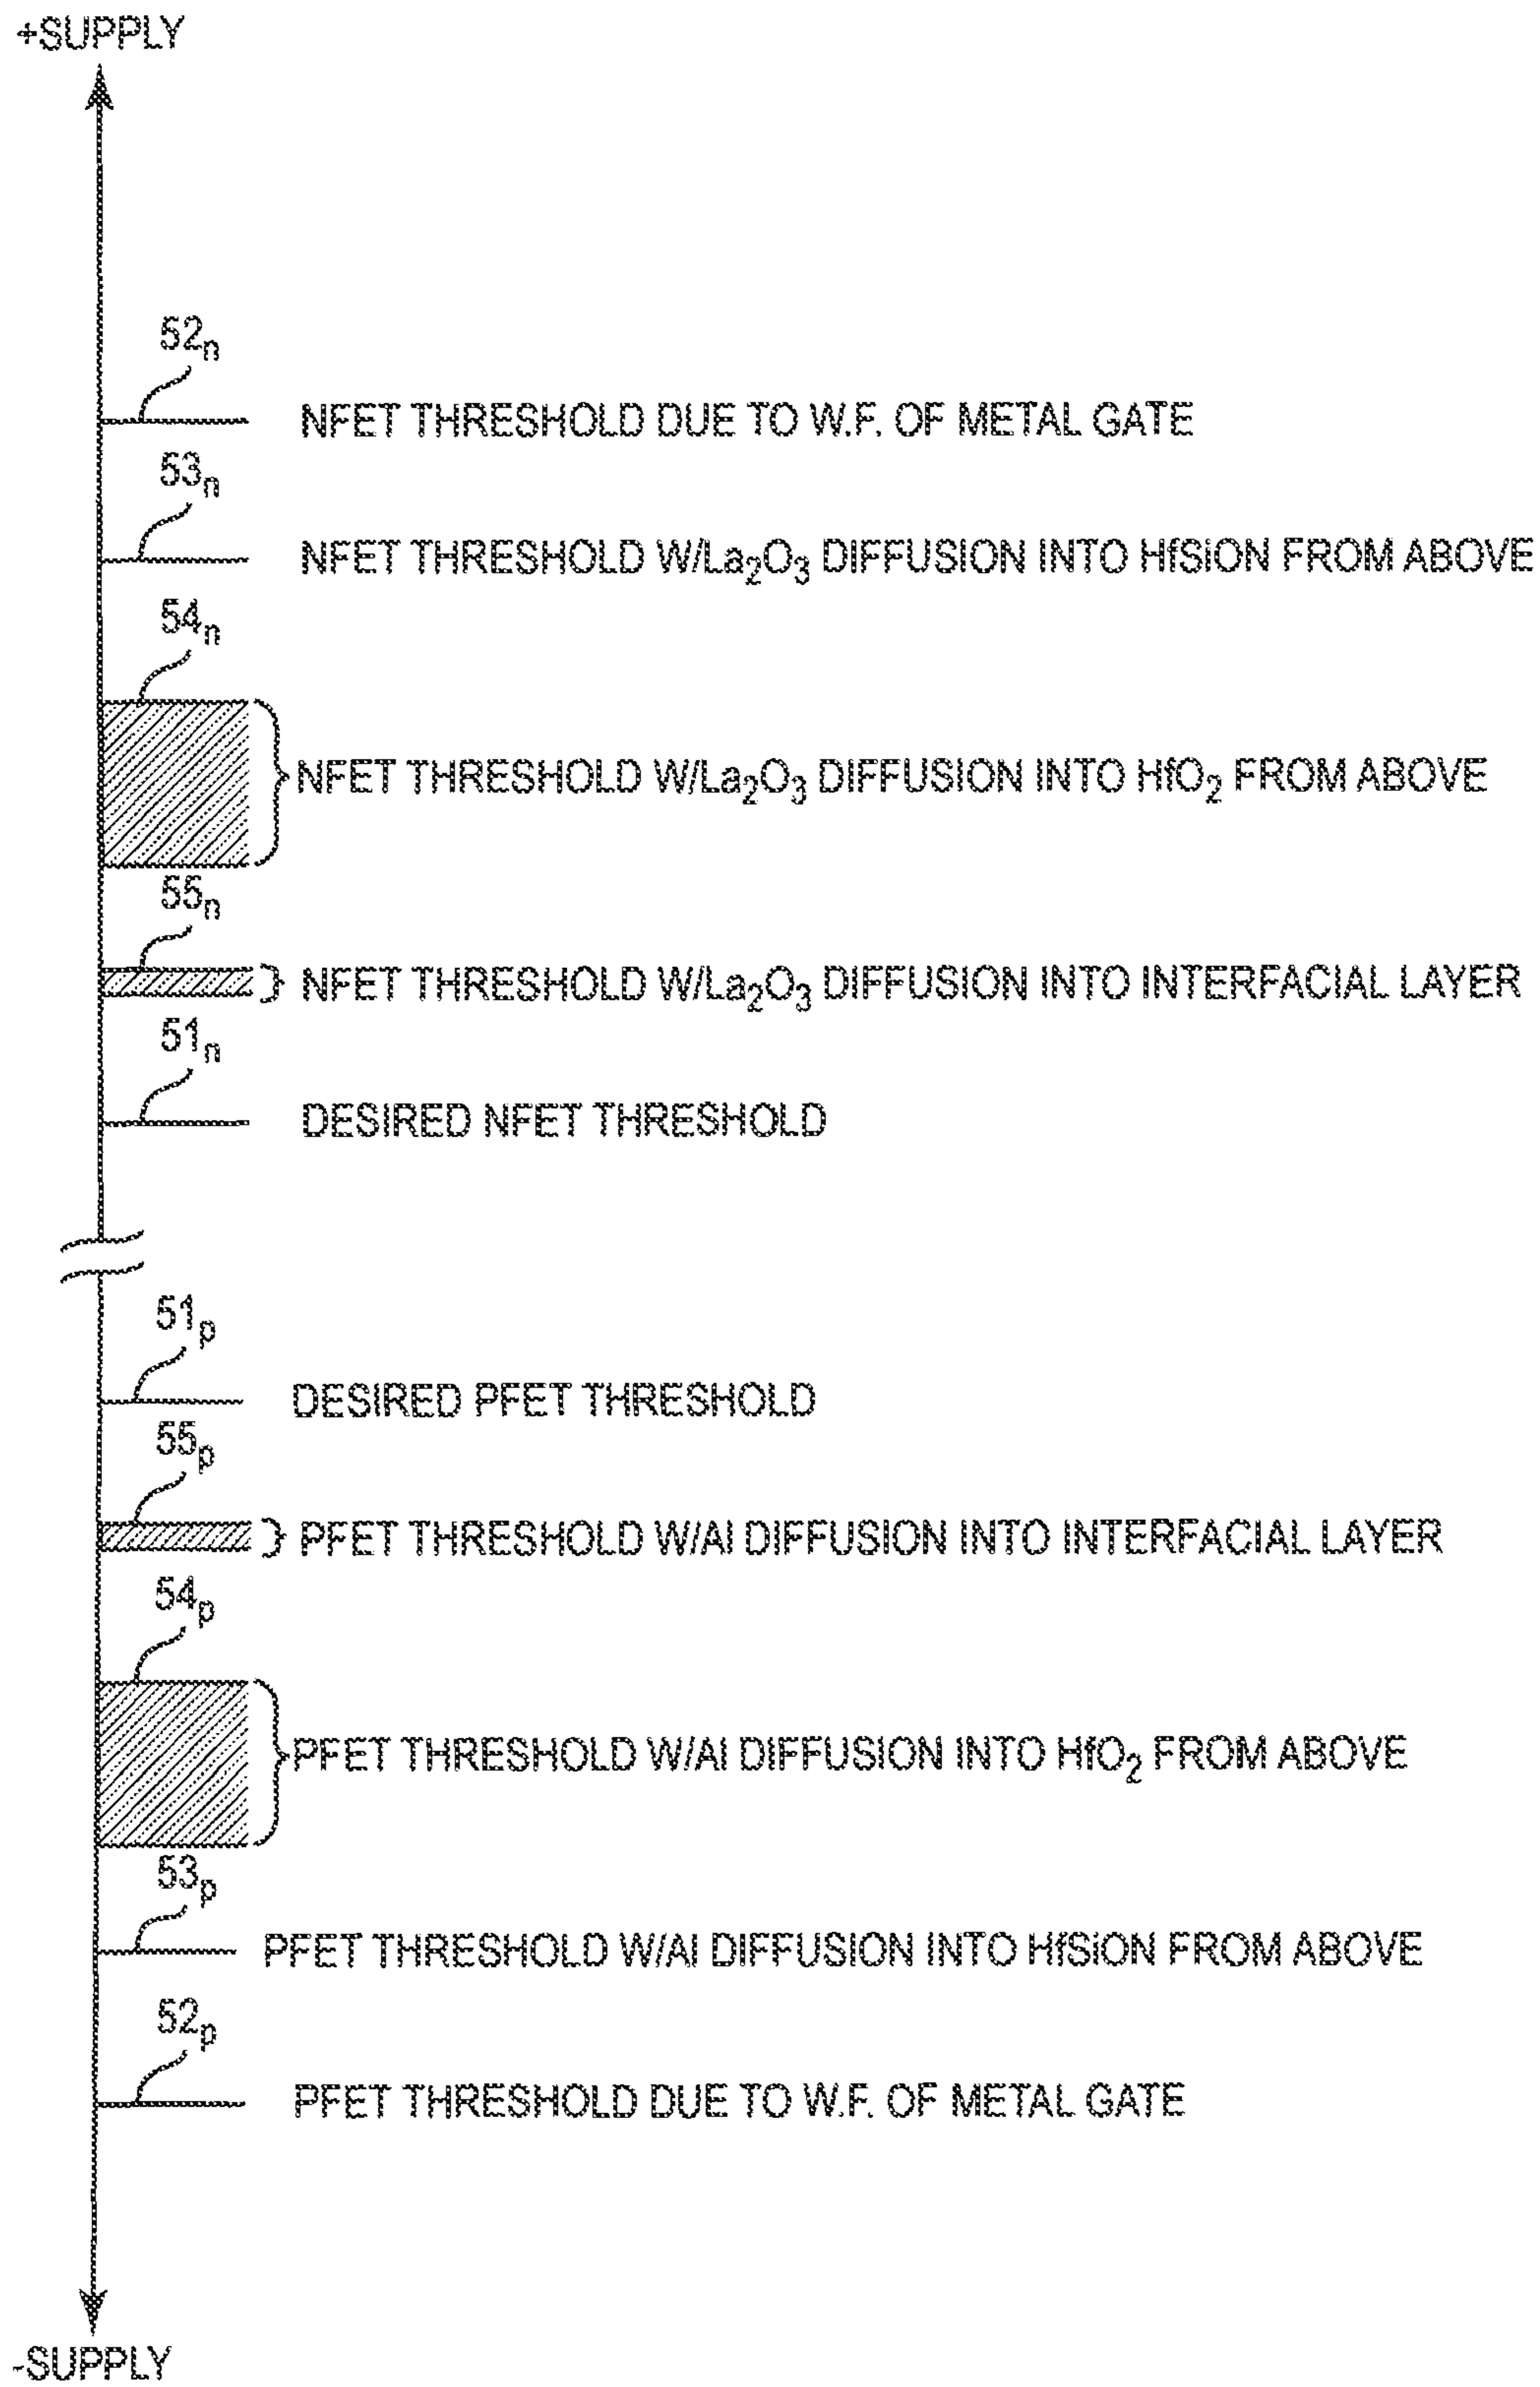 +SUPPLY
52n
NFET THRESHOLD DUE TO W.F. OF METAL GATE
53n
NFET THRESHOLD W/La2O3 DIFFUSION INTO HfSiON FROM ABOVE
54n
NFET THRESHOLD W/La2O3 DIFFUSION INTO HfO2 FROM ABOVE
55n
NFET THRESHOLD W/La2O3 DIFFUSION INTO INTERFACIAL LAYER
51n
DESIRED NFET THRESHOLD
51p
DESIRED PFET THRESHOLD
55p
PFET THRESHOLD W/Al DIFFUSION INTO INTERFACIAL LAYER
54p
PFET THRESHOLD W/Al DIFFUSION INTO HfO2 FROM ABOVE
53p
PFET THRESHOLD W/Al DIFFUSION INTO HfSiON FROM ABOVE
52p
PFET THRESHOLD DUE TO W.F. OF METAL GATE
-SUPPLY